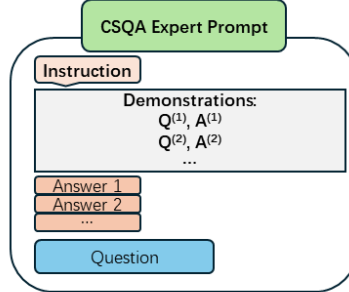 CSQA Expert Prompt
Instruction
Demonstrations:
Q⁽¹⁾, A⁽¹⁾
Q⁽²⁾, A⁽²⁾
...
Answer 1
Answer 2
...
Question